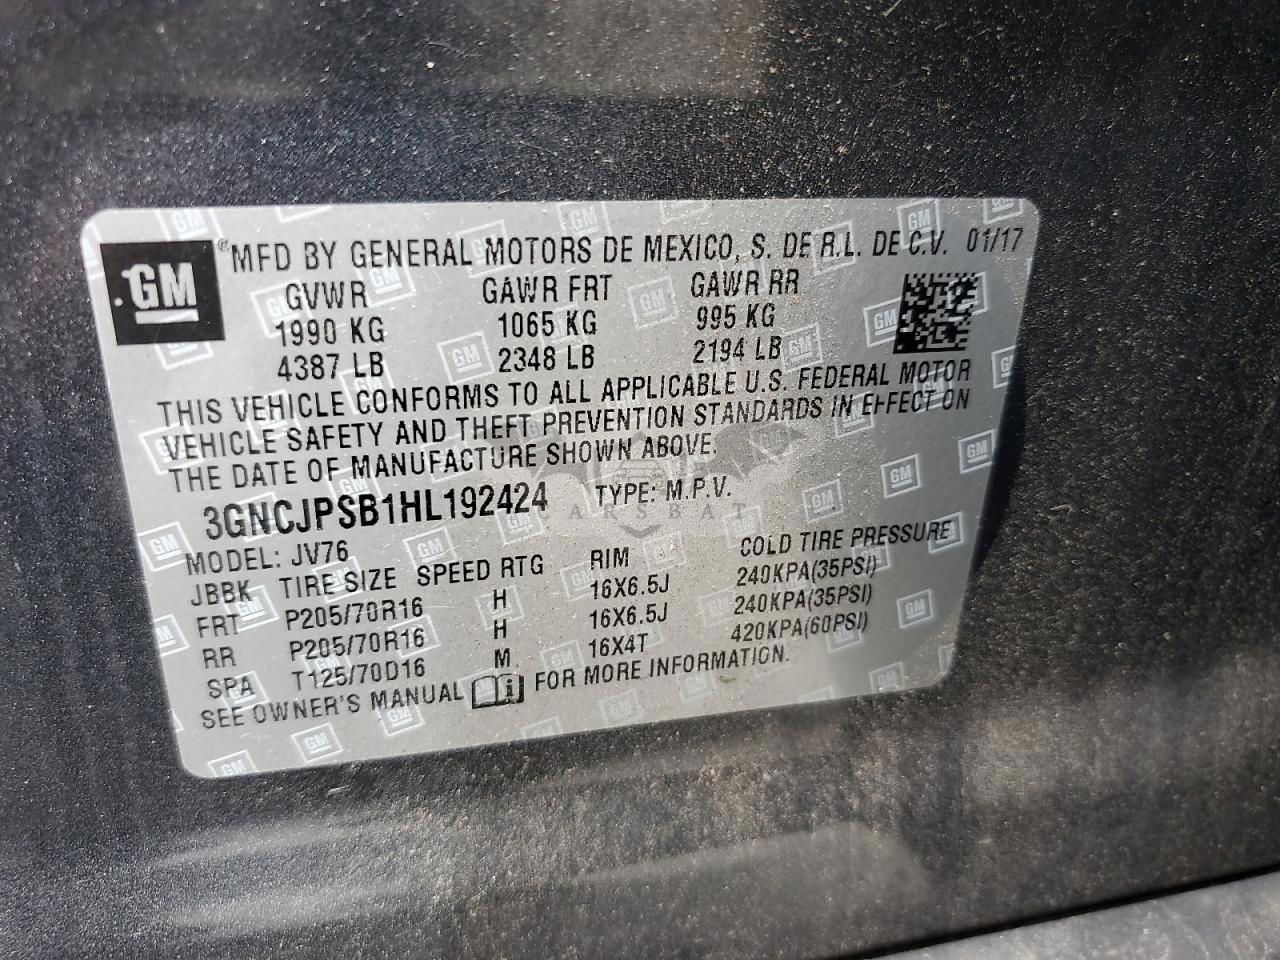 GM ® MFD BY GENERAL MOTORS DE MEXICO, S. DE R.L. DE C.V. 01/17
GVWR GAWR FRT GAWR RR
1990 KG 1065 KG 995 KG
4387 LB 2348 LB 2194 LB
THIS VEHICLE CONFORMS TO ALL APPLICABLE U.S. FEDERAL MOTOR
VEHICLE SAFETY AND THEFT PREVENTION STANDARDS IN EFFECT ON
THE DATE OF MANUFACTURE SHOWN ABOVE.
3GNCJPSB1HL192424 TYPE: M.P.V.
CARSBAT
MODEL: JV76
JBBK TIRE SIZE SPEED RTG RIM COLD TIRE PRESSURE
FRT P205/70R16 H 16X6.5J 240KPA(35PSI)
RR P205/70R16 H 16X6.5J 240KPA(35PSI)
SPA T125/70D16 M 16X4T 420KPA(60PSI)
SEE OWNER'S MANUAL FOR MORE INFORMATION.